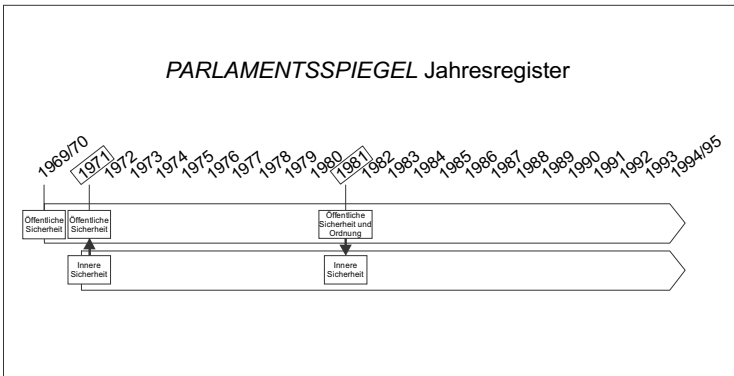 PARLAMENTSSPIEGEL Jahresregister
1969/70
1971
1972
1973
1974
1975
1976
1977
1978
1979
1980
1981
1982
1983
1984
1985
1986
1987
1988
1989
1990
1991
1992
1993
1994/95
Öffentliche
Sicherheit
Öffentliche
Sicherheit
Öffentliche
Sicherheit und
Ordnung
Innere
Sicherheit
Innere
Sicherheit